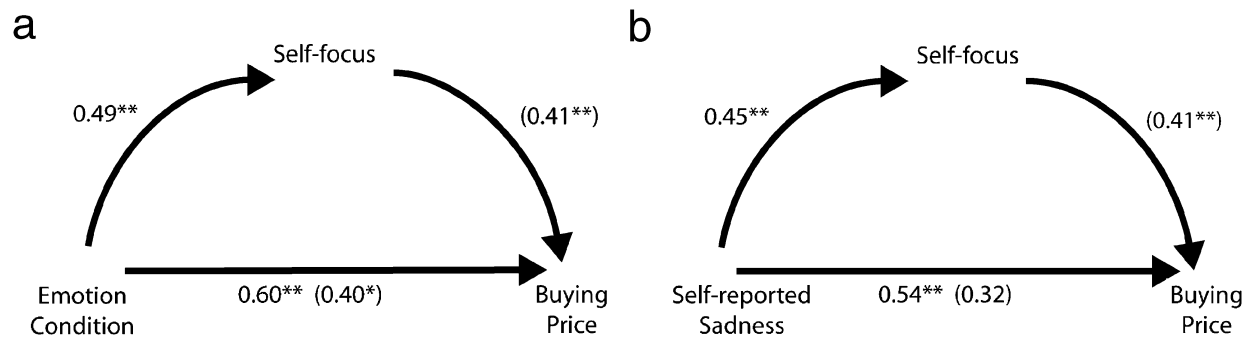 a
Self-focus
0.49**
(0.41**)
0.60** (0.40*)
Emotion
Condition
Buying
Price
b
Self-focus
0.45**
(0.41**)
0.54** (0.32)
Self-reported
Sadness
Buying
Price